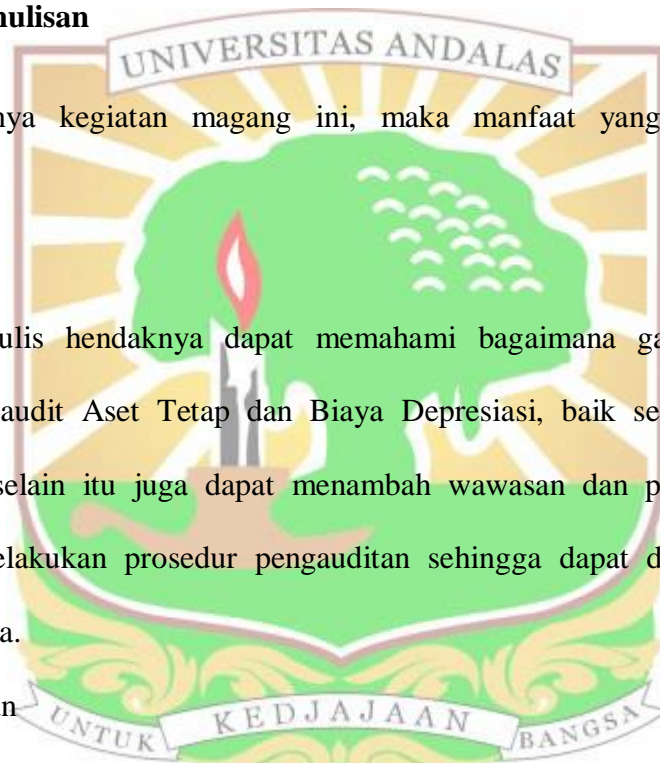 nulisan
UNIVERSITAS ANDALAS
nya kegiatan magang ini, maka manfaat yang
ulis hendaknya dapat memahami bagaimana ga
audit Aset Tetap dan Biaya Depresiasi, baik se
selain itu juga dapat menambah wawasan dan p
elakukan prosedur pengauditan sehingga dapat d
a.
an
UNTUK KEDJAJAAN BANGSA